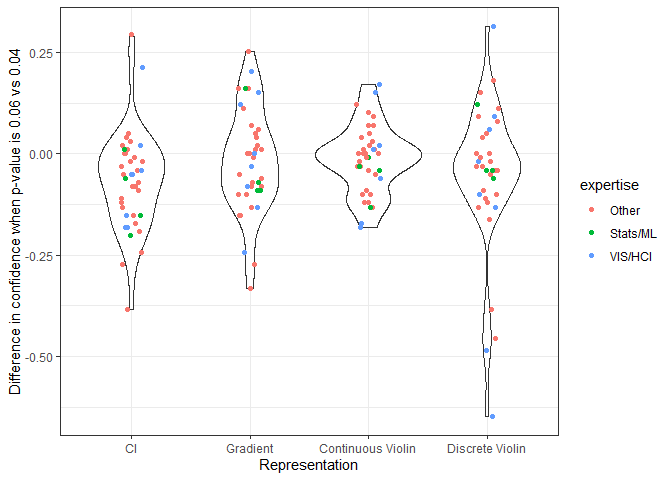 Difference in confidence when p-value is 0.06 vs 0.04
0.25
0.00
-0.25
-0.50
CI
Gradient
Continuous Violin
Discrete Violin
Representation
expertise
Other
Stats/ML
VIS/HCI